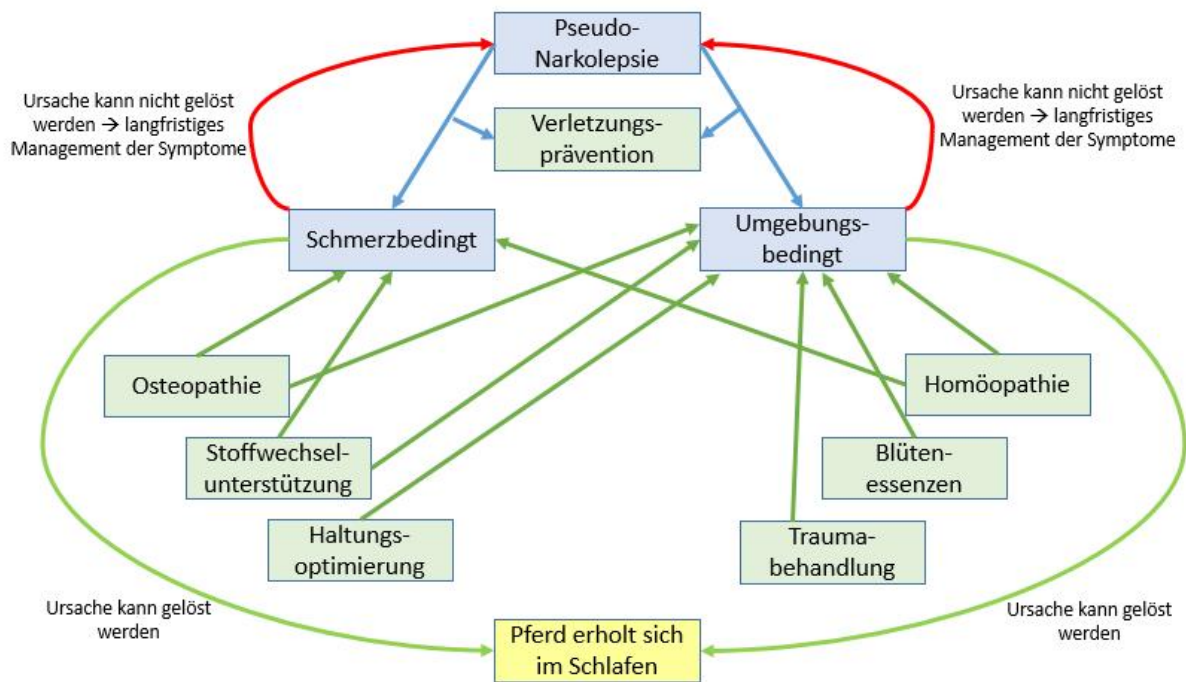 Pseudo-
Narkolepsie
Ursache kann nicht gelöst
werden → langfristiges
Management der Symptome
Ursache kann nicht gelöst
werden → langfristiges
Management der Symptome
Verletzungs-
prävention
Schmerzbedingt
Umgebungs-
bedingt
Osteopathie
Homöopathie
Stoffwechsel-
unterstützung
Blüten-
essenzen
Haltungs-
optimierung
Trauma-
behandlung
Ursache kann gelöst
werden
Ursache kann gelöst
werden
Pferd erholt sich
im Schlafen